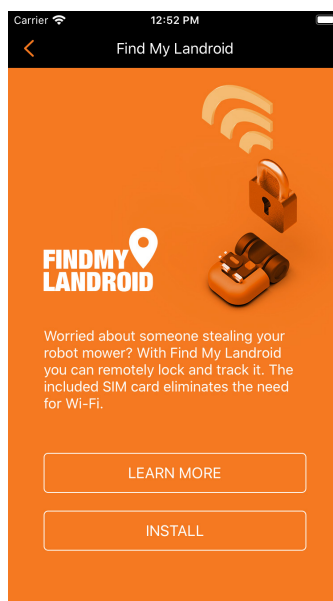 Carrier 12:52 PM
Find My Landroid
FINDMY
LANDROID
Worried about someone stealing your
robot mower? With Find My Landroid
you can remotely lock and track it. The
included SIM card eliminates the need
for Wi-Fi.
LEARN MORE
INSTALL